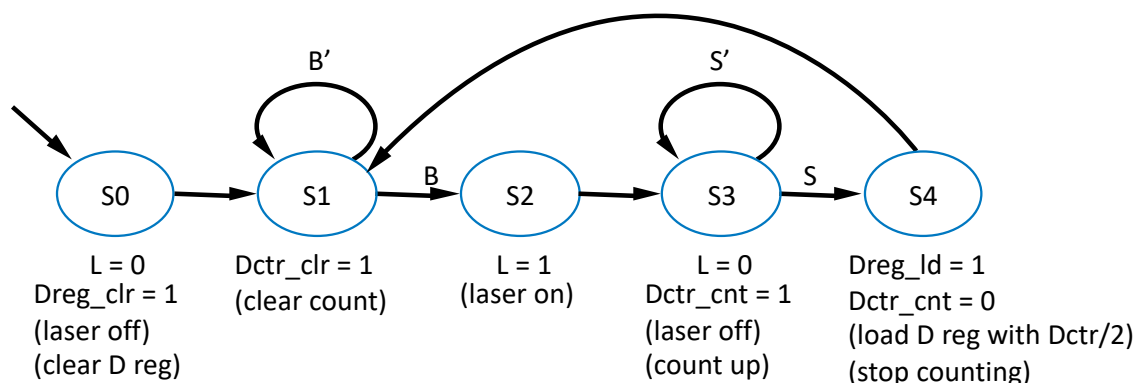 B’
S’
S0
S1
B
S2
S3
S
S4
L = 0
Dreg_clr = 1
(laser off)
(clear D reg)
Dctr_clr = 1
(clear count)
L = 1
(laser on)
L = 0
Dctr_cnt = 1
(laser off)
(count up)
Dreg_ld = 1
Dctr_cnt = 0
(load D reg with Dctr/2)
(stop counting)